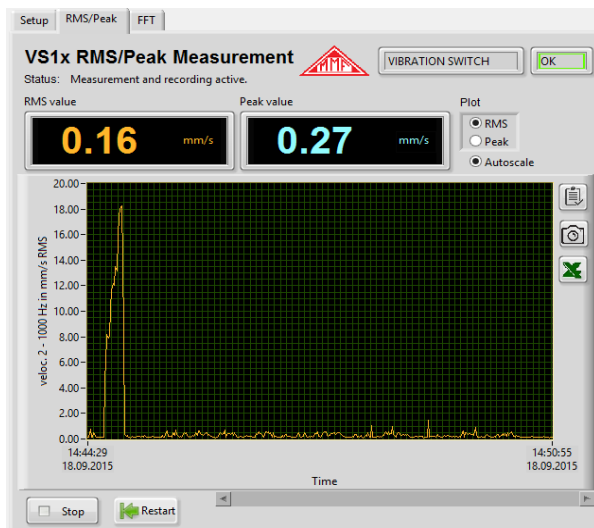 Setup RMS/Peak FFT
VS1x RMS/Peak Measurement
MMF
VIBRATION SWITCH
OK
Status: Measurement and recording active.
RMS value
Peak value
Plot
0.16 mm/s
0.27 mm/s
RMS
Peak
Autoscale
20.00
18.00
16.00
14.00
12.00
10.00
8.00
6.00
4.00
2.00
0.00
veloc. 2 - 1000 Hz in mm/s RMS
14:44:29
18.09.2015
14:50:55
18.09.2015
Time
Stop
Restart